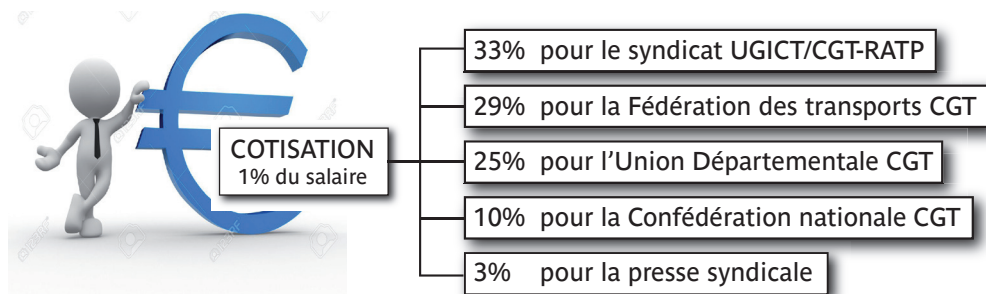 COTISATION
1% du salaire
33% pour le syndicat UGICT/CGT-RATP
29% pour la Fédération des transports CGT
25% pour l'Union Départementale CGT
10% pour la Confédération nationale CGT
3% pour la presse syndicale